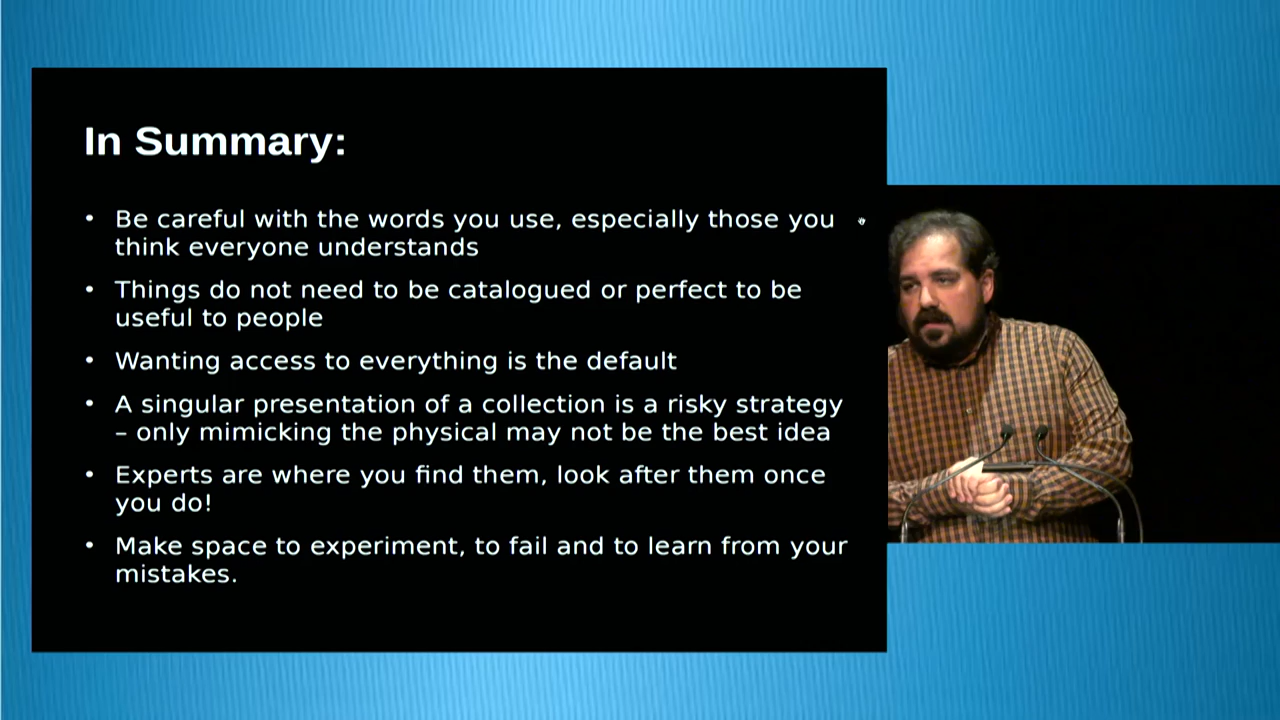 In Summary:
• Be careful with the words you use, especially those you
think everyone understands
• Things do not need to be catalogued or perfect to be
useful to people
• Wanting access to everything is the default
• A singular presentation of a collection is a risky strategy
– only mimicking the physical may not be the best idea
• Experts are where you find them, look after them once
you do!
• Make space to experiment, to fail and to learn from your
mistakes.